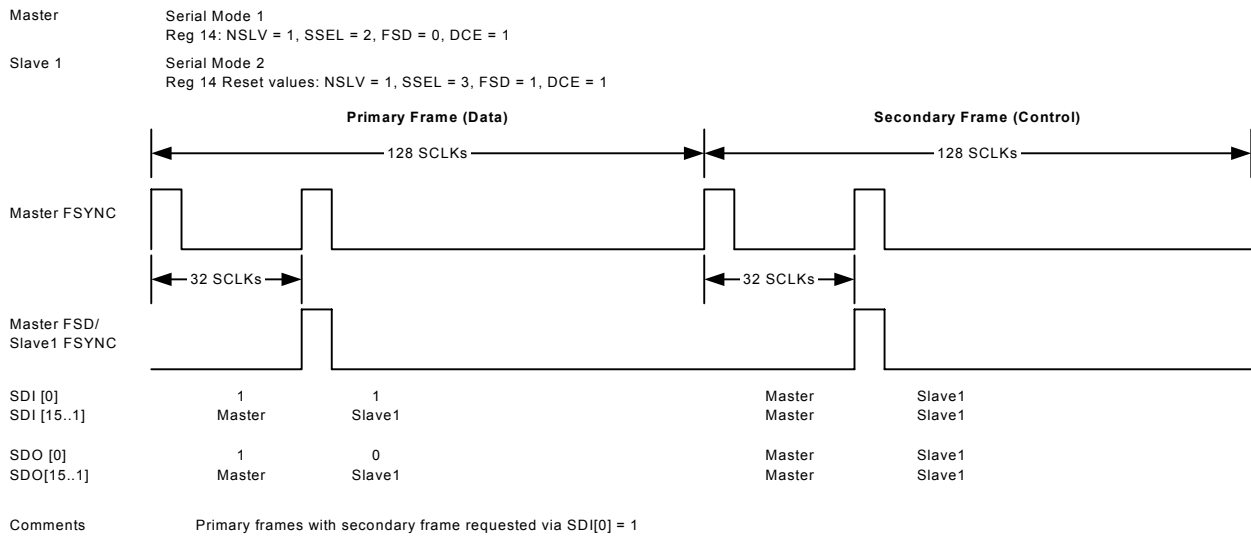 Master Serial Mode 1
Reg 14: NSLV = 1, SSEL = 2, FSD = 0, DCE = 1
Slave 1 Serial Mode 2
Reg 14 Reset values: NSLV = 1, SSEL = 3, FSD = 1, DCE = 1
Primary Frame (Data) Secondary Frame (Control)
128 SCLKs 128 SCLKs
Master FSYNC
32 SCLKs 32 SCLKs
Master FSD/
Slave1 FSYNC
SDI [0] 1 1 Master Slave1
SDI [15..1] Master Slave1 Master Slave1
SDO [0] 1 0 Master Slave1
SDO[15..1] Master Slave1 Master Slave1
Comments Primary frames with secondary frame requested via SDI[0] = 1